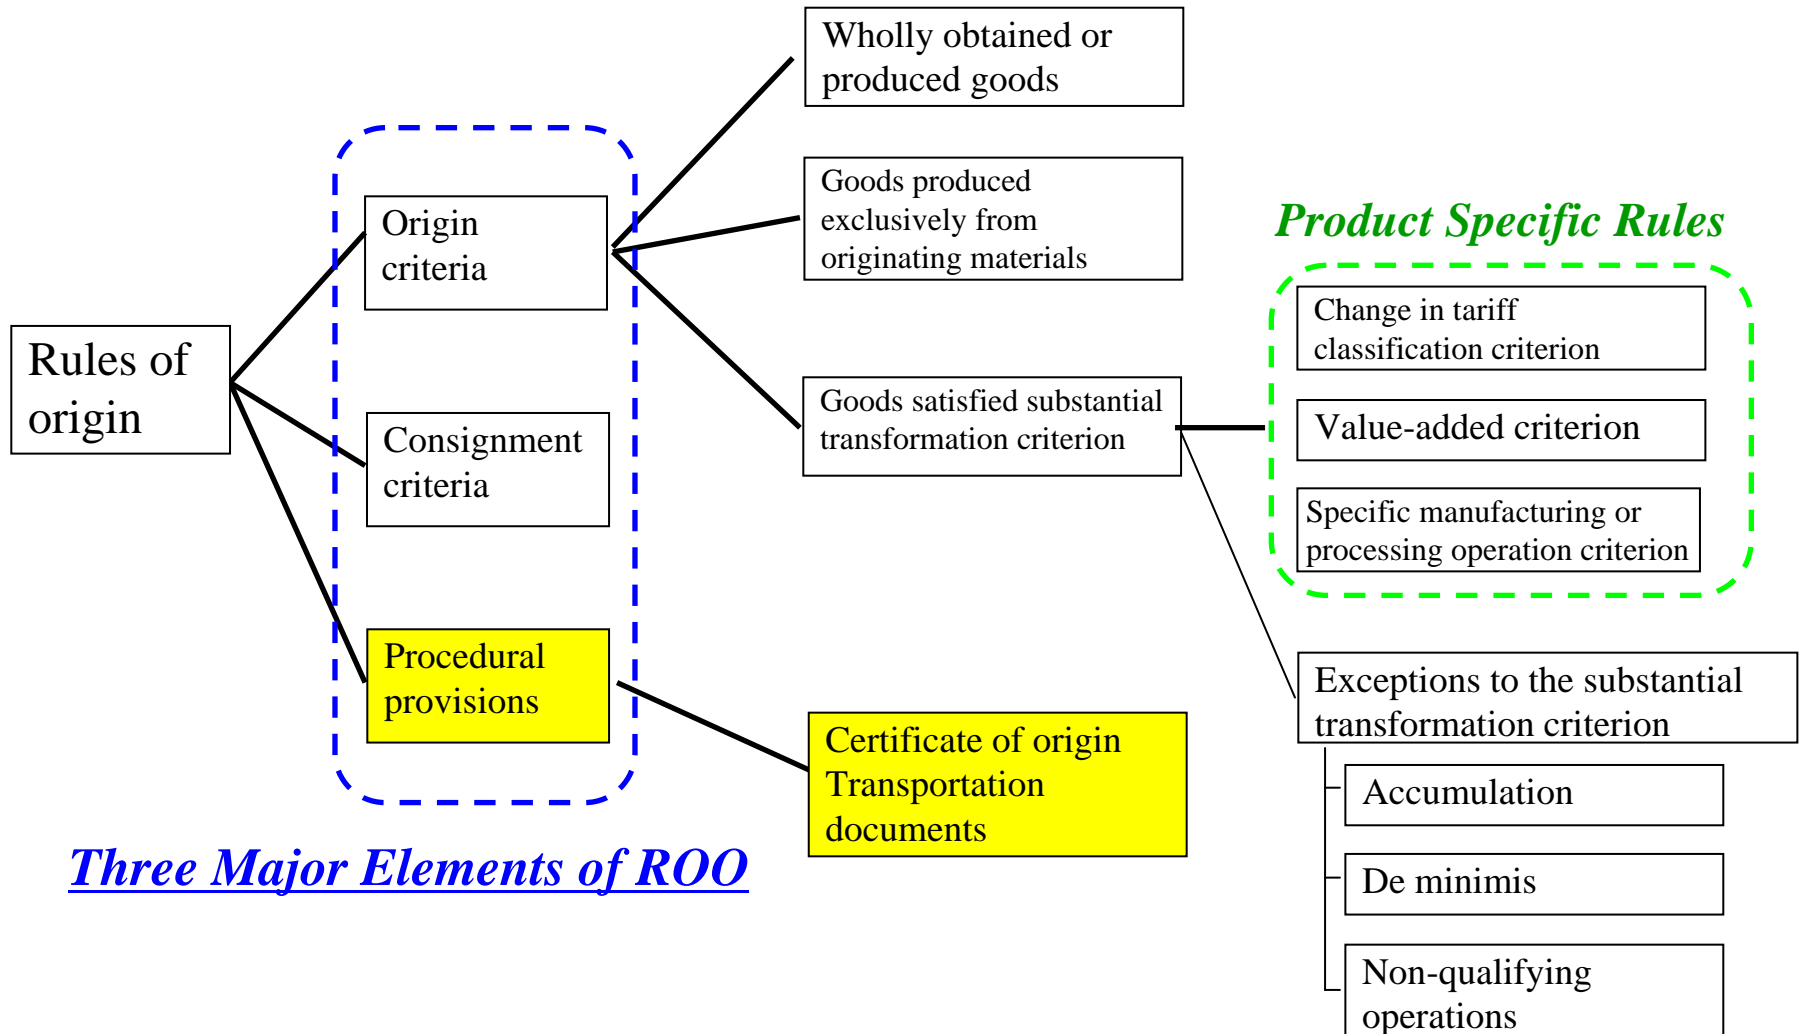 Rules of
origin
Origin
criteria
Consignment
criteria
Procedural
provisions
Three Major Elements of ROO
Wholly obtained or
produced goods
Goods produced
exclusively from
originating materials
Goods satisfied substantial
transformation criterion
Certificate of origin
Transportation
documents
Product Specific Rules
Change in tariff
classification criterion
Value-added criterion
Specific manufacturing or
processing operation criterion
Exceptions to the substantial
transformation criterion
Accumulation
De minimis
Non-qualifying
operations